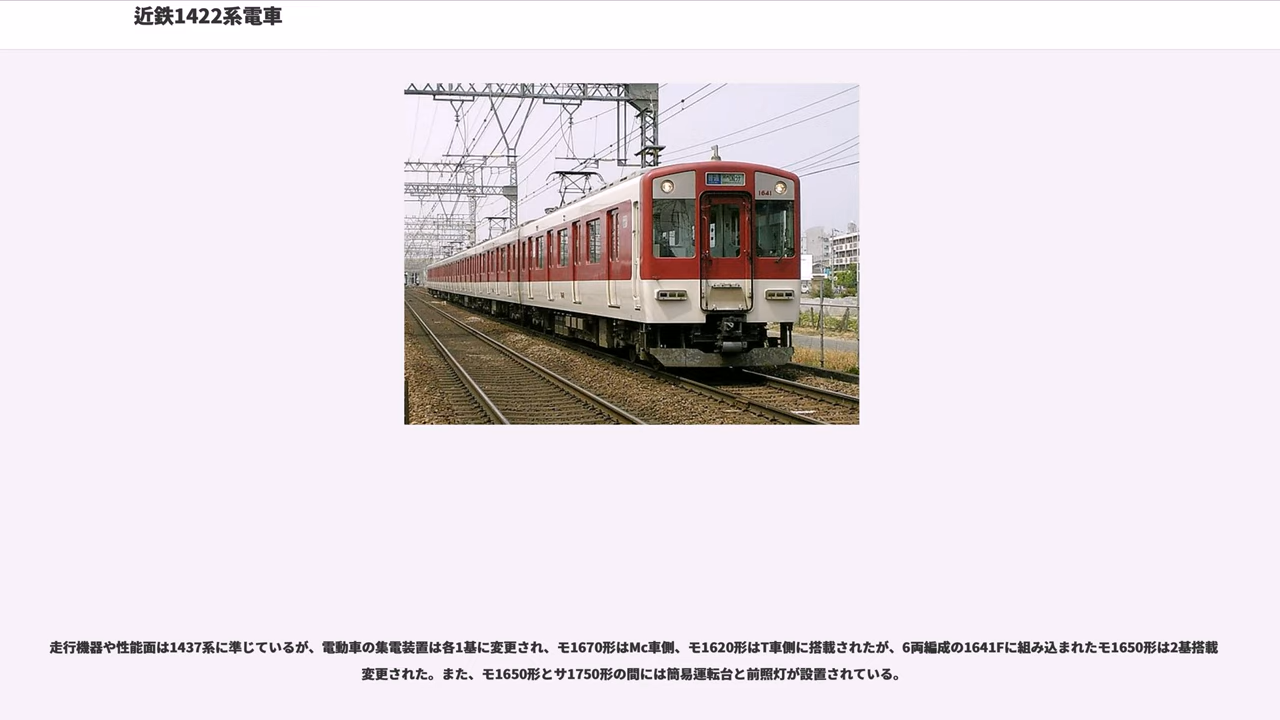 近鉄1422系電車
1641
走行機器や性能面は1437系に準じているが、電動車の集電装置は各1基に変更され、モ1670形はMc車側、モ1620形はT車側に搭載されたが、6両編成の1641Fに組み込まれたモ1650形は2基搭載
変更された。また、モ1650形とサ1750形の間には簡易運転台と前照灯が設置されている。